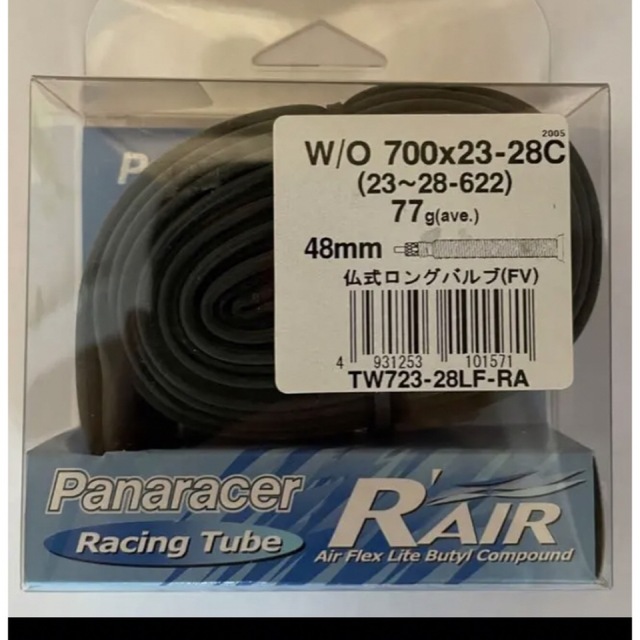 2005
W/O 700x23-28C
(23~28-622)
77g(ave.)
48mm
仏式ロングバルブ(FV)
4 931253 101571
TW723-28LF-RA
Panaracer
Racing Tube
R'AIR
Air Flex Lite Butyl Compound